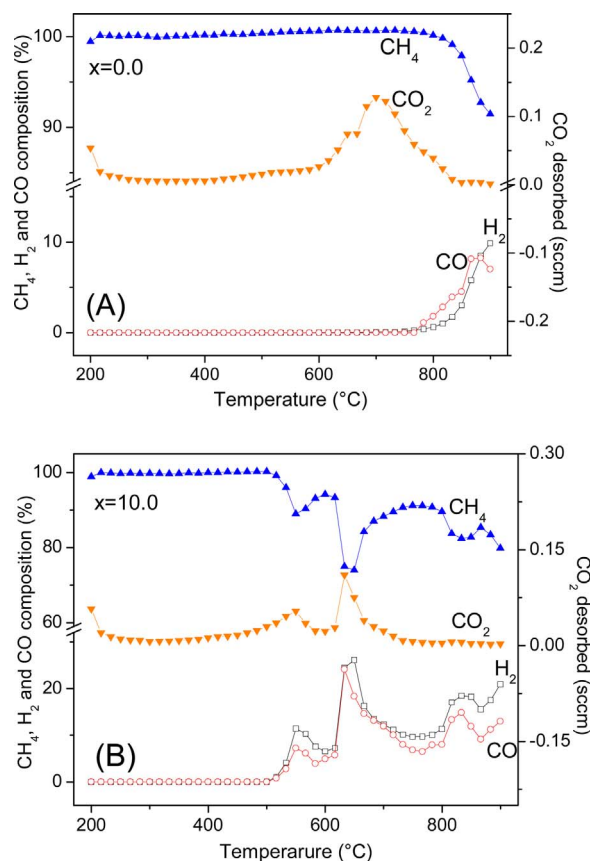 x=0.0
CH₄
CO₂
H₂
CO
(A)
CH₄, H₂ and CO composition (%)
100
90
10
0
CO₂ desorbed (sccm)
0.2
0.1
0.0
-0.1
-0.2
200 400 600 800
Temperature (°C)
x=10.0
CH₄
CO₂
H₂
CO
(B)
CH₄, H₂ and CO composition (%)
100
80
60
20
0
CO₂ desorbed (sccm)
0.30
0.15
0.00
-0.15
200 400 600 800
Temperarure (°C)